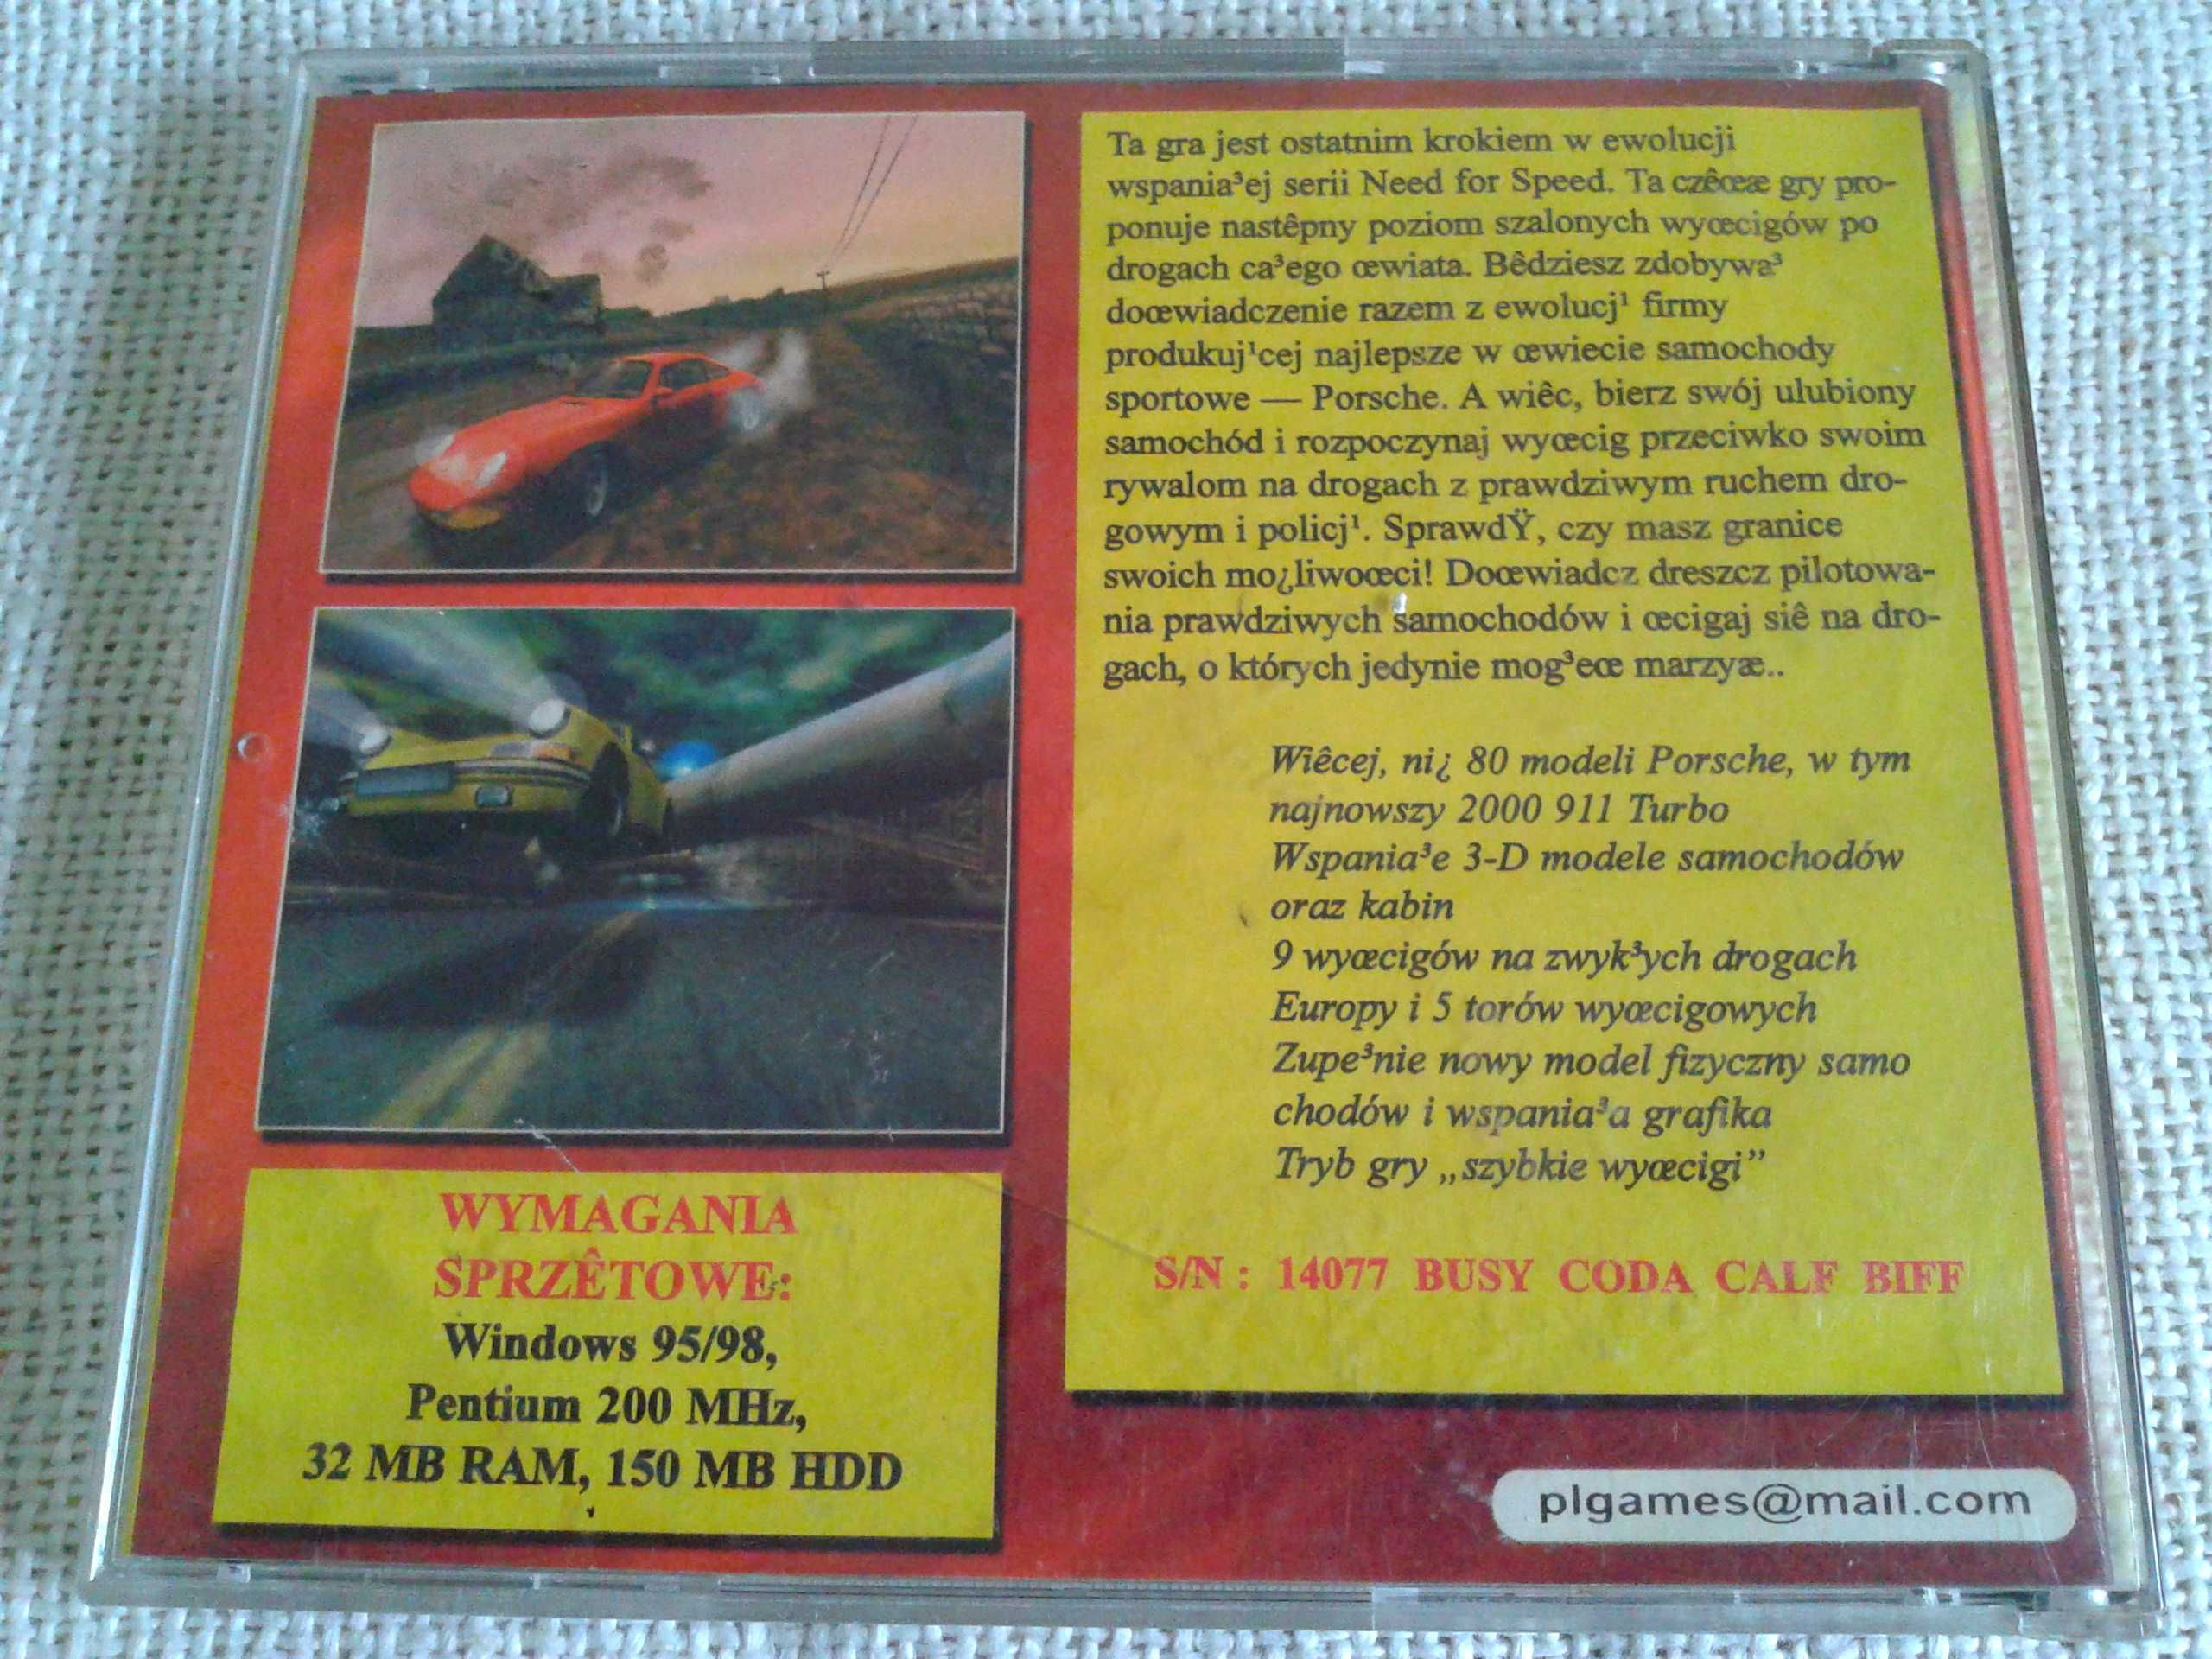 Ta gra jest ostatnim krokiem w ewolucji
wspania³ej serii Need for Speed. Ta czêœæ gry pro-
ponuje nastêpny poziom szalonych wyœcigów po
drogach ca³ego œwiata. Bêdziesz zdobywa³
doœwiadczenie razem z ewolucj¹ firmy
produkuj¹cej najlepsze w œwiecie samochody
sportowe — Porsche. A wiêc, bierz swój ulubiony
samochód i rozpoczynaj wyœcig przeciwko swoim
rywalom na drogach z prawdziwym ruchem dro-
gowym i policj¹. SprawdŸ, czy masz granice
swoich mo¿liwoœci! Doœwiadcz dreszcz pilotowa-
nia prawdziwych samochodów i œcigaj siê na dro-
gach, o których jedynie mog³eœ marzyæ..
Wiêcej, ni¿ 80 modeli Porsche, w tym
najnowszy 2000 911 Turbo
Wspania³e 3-D modele samochodów
oraz kabin
9 wyœcigów na zwyk³ych drogach
Europy i 5 torów wyœcigowych
Zupe³nie nowy model fizyczny samo
chodów i wspania³a grafika
Tryb gry „szybkie wyœcigi”
S/N : 14077 BUSY CODA CALF BIFF
WYMAGANIA
SPRZÊTOWE:
Windows 95/98,
Pentium 200 MHz,
32 MB RAM, 150 MB HDD
plgames@mail.com